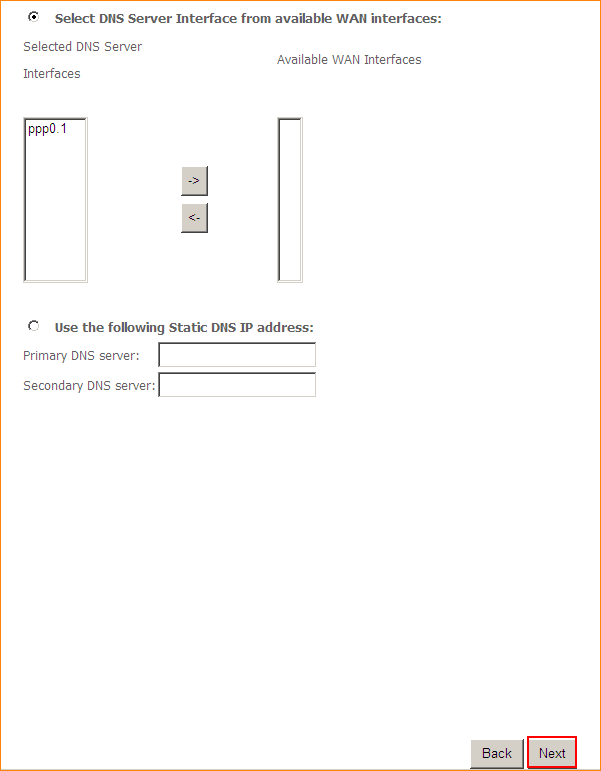 Select DNS Server Interface from available WAN interfaces:
Selected DNS Server
Interfaces
Available WAN Interfaces
ppp0.1
->
<-
Use the following Static DNS IP address:
Primary DNS server:
Secondary DNS server:
Back Next